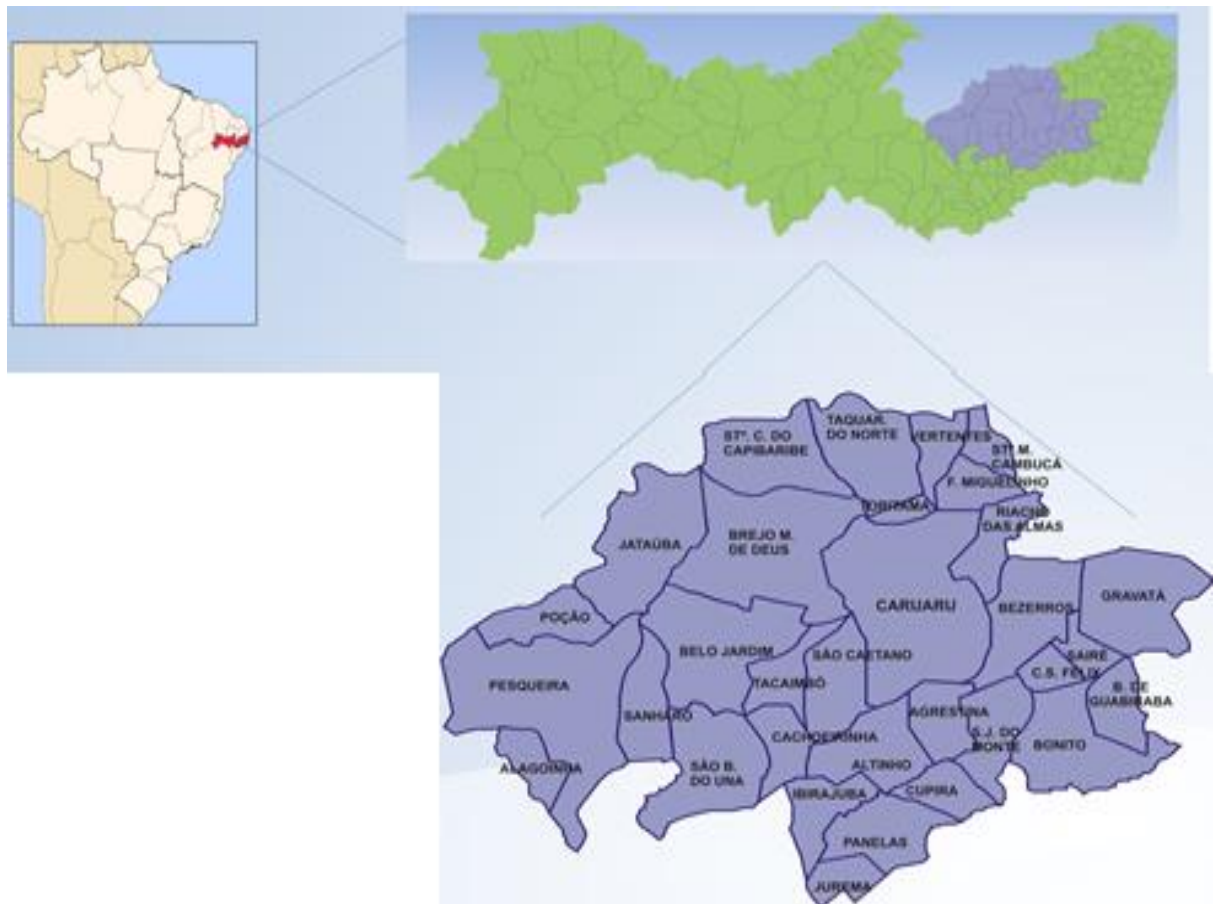 TAQUAR.
DO NORTE
STª. C. DO
CAPIBARIBE
VERTENTES
STª M.
CAMBUCÁ
F. MIGUELINHO
TORITAMA
RIACHO
DAS ALMAS
BREJO M.
DE DEUS
JATAÚBA
CARUARU
BEZERROS
GRAVATÁ
POÇÃO
BELO JARDIM
SÃO CAETANO
SAIRÉ
C.S. FÉLIX
TACAIMBÓ
PESQUEIRA
B. DE
GUABIRABA
SANHARÓ
AGRESTINA
CACHOEIRINHA
S.J. DO
MONTE
BONITO
ALAGOINHA
SÃO B.
DO UNA
ALTINHO
IBIRAJUBA
CUPIRA
PANELAS
JUREMA